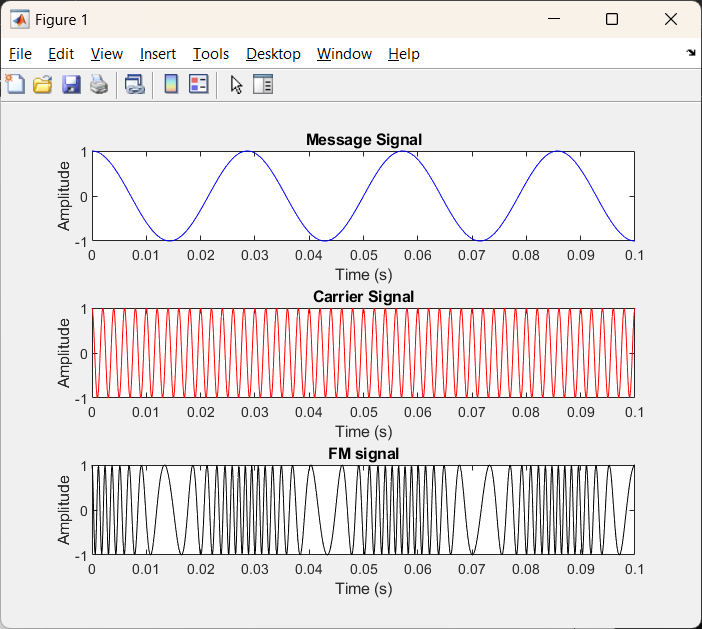 Figure 1
File Edit View Insert Tools Desktop Window Help
Message Signal
1
0
-1
Amplitude
0 0.01 0.02 0.03 0.04 0.05 0.06 0.07 0.08 0.09 0.1
Time (s)
Carrier Signal
1
0
-1
Amplitude
0 0.01 0.02 0.03 0.04 0.05 0.06 0.07 0.08 0.09 0.1
Time (s)
FM signal
1
0
-1
Amplitude
0 0.01 0.02 0.03 0.04 0.05 0.06 0.07 0.08 0.09 0.1
Time (s)